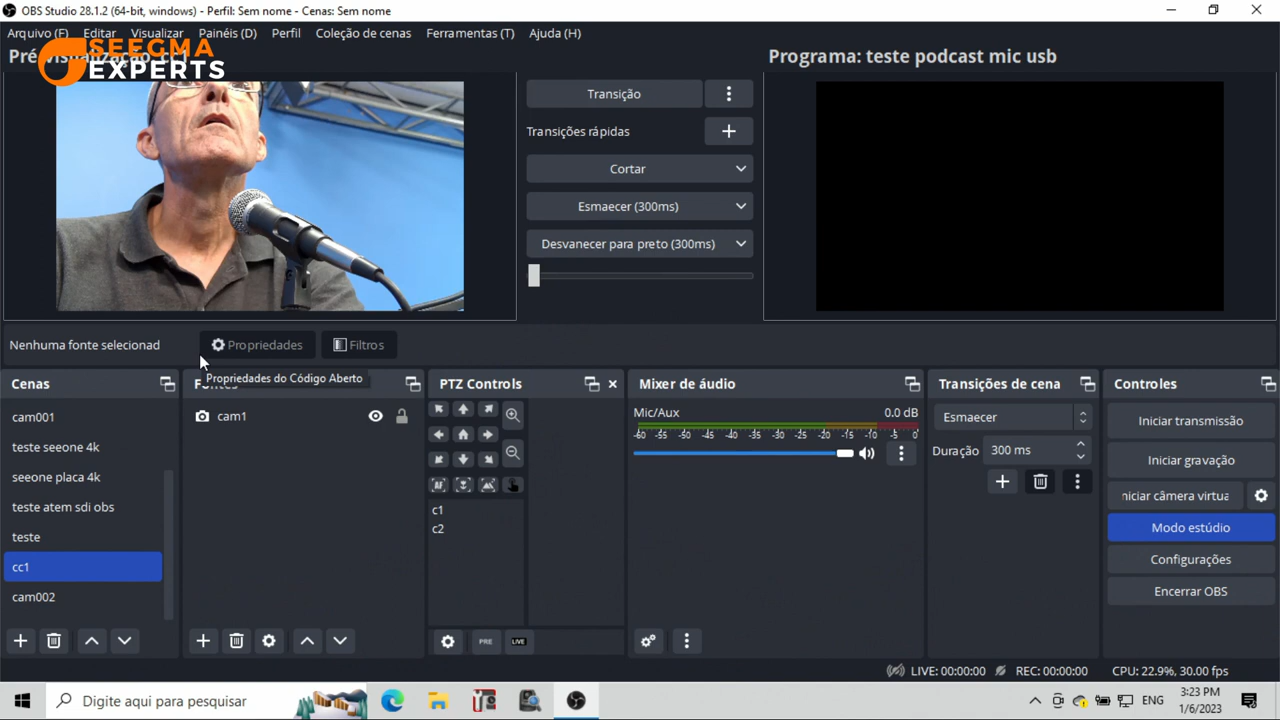 OBS Studio 28.1.2 (64-bit, windows) - Perfil: Sem nome - Cenas: Sem nome
Arquivo (F) Editar Visualizar Painéis (D) Perfil Coleção de cenas Ferramentas (T) Ajuda (H)
SEEGMA
EXPERTS
Programa: teste podcast mic usb
Transição
Transições rápidas
Cortar
Esmaecer (300ms)
Desvanecer para preto (300ms)
Nenhuma fonte selecionad
Propriedades
Filtros
Propriedades do Código Aberto
Cenas
cam001
teste seeone 4k
seeone placa 4k
teste atem sdi obs
teste
cc1
cam002
cam1
PTZ Controls
AF
c1
c2
PRE
LIVE
Mixer de áudio
Mic/Aux 0.0 dB
-60 -55 -50 -45 -40 -35 -30 -25 -20 -15 -10 -5 0
Transições de cena
Esmaecer
Duração 300 ms
Controles
Iniciar transmissão
Iniciar gravação
niciar câmera virtua
Modo estúdio
Configurações
Encerrar OBS
LIVE: 00:00:00 REC: 00:00:00 CPU: 22.9%, 30.00 fps
Digite aqui para pesquisar
ENG
3:23 PM
1/6/2023